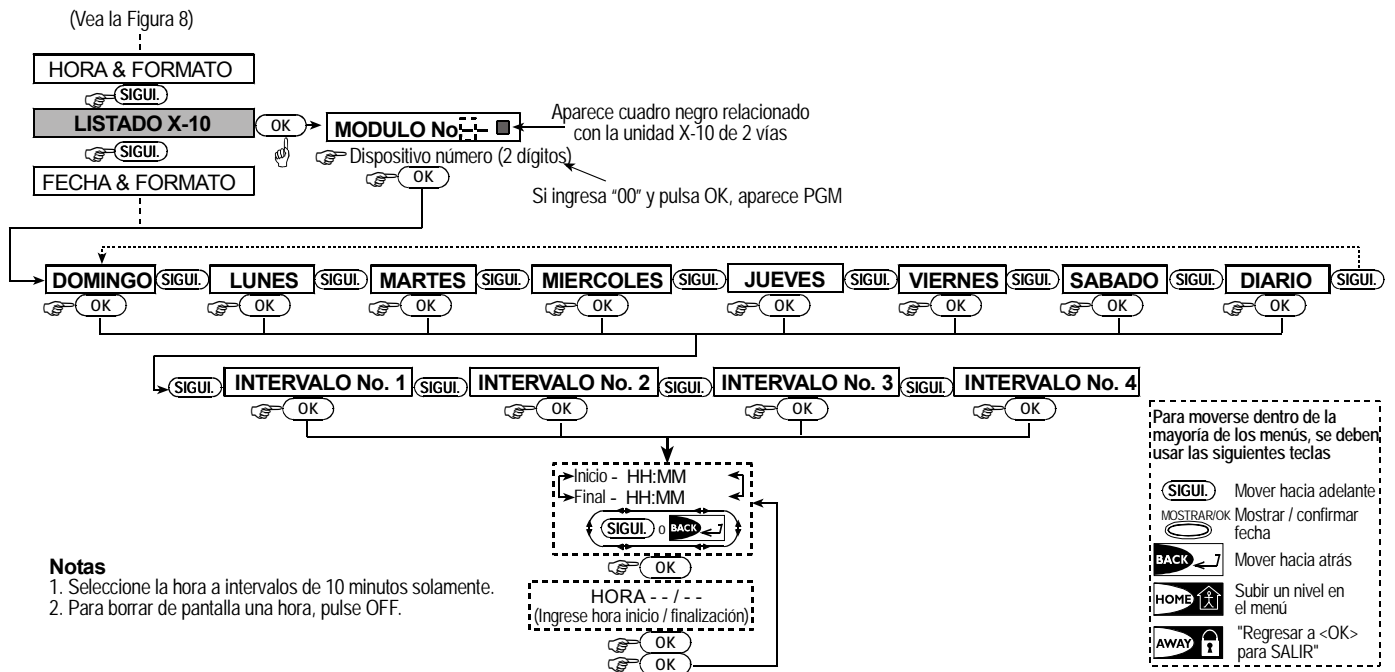 (Vea la Figura 8)
HORA & FORMATO
SIGUI.
LISTADO X-10
OK
MODULO No. - -
Aparece cuadro negro relacionado
con la unidad X-10 de 2 vías
SIGUI.
Dispositivo número (2 dígitos)
OK
FECHA & FORMATO
Si ingresa "00" y pulsa OK, aparece PGM
DOMINGO SIGUI. LUNES SIGUI. MARTES SIGUI. MIERCOLES SIGUI. JUEVES SIGUI. VIERNES SIGUI. SABADO SIGUI. DIARIO SIGUI.
OK OK OK OK OK OK OK OK
SIGUI. INTERVALO No. 1 SIGUI. INTERVALO No. 2 SIGUI. INTERVALO No. 3 SIGUI. INTERVALO No. 4
OK OK OK OK
Inicio - HH:MM
Final - HH:MM
SIGUI. o BACK
OK
HORA - - / - -
(Ingrese hora inicio / finalización)
OK
OK
Notas
1. Seleccione la hora a intervalos de 10 minutos solamente.
2. Para borrar de pantalla una hora, pulse OFF.
Para moverse dentro de la
mayoría de los menús, se deben
usar las siguientes teclas
SIGUI. Mover hacia adelante
MOSTRAR/OK Mostrar / confirmar
fecha
BACK Mover hacia atrás
HOME Subir un nivel en
el menú
AWAY "Regresar a <OK>
para SALIR"